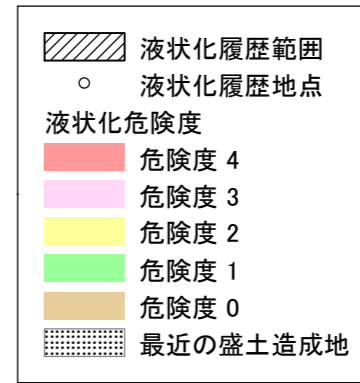 液状化履歴範囲
液状化履歴地点
液状化危険度
危険度 4
危険度 3
危険度 2
危険度 1
危険度 0
最近の盛土造成地